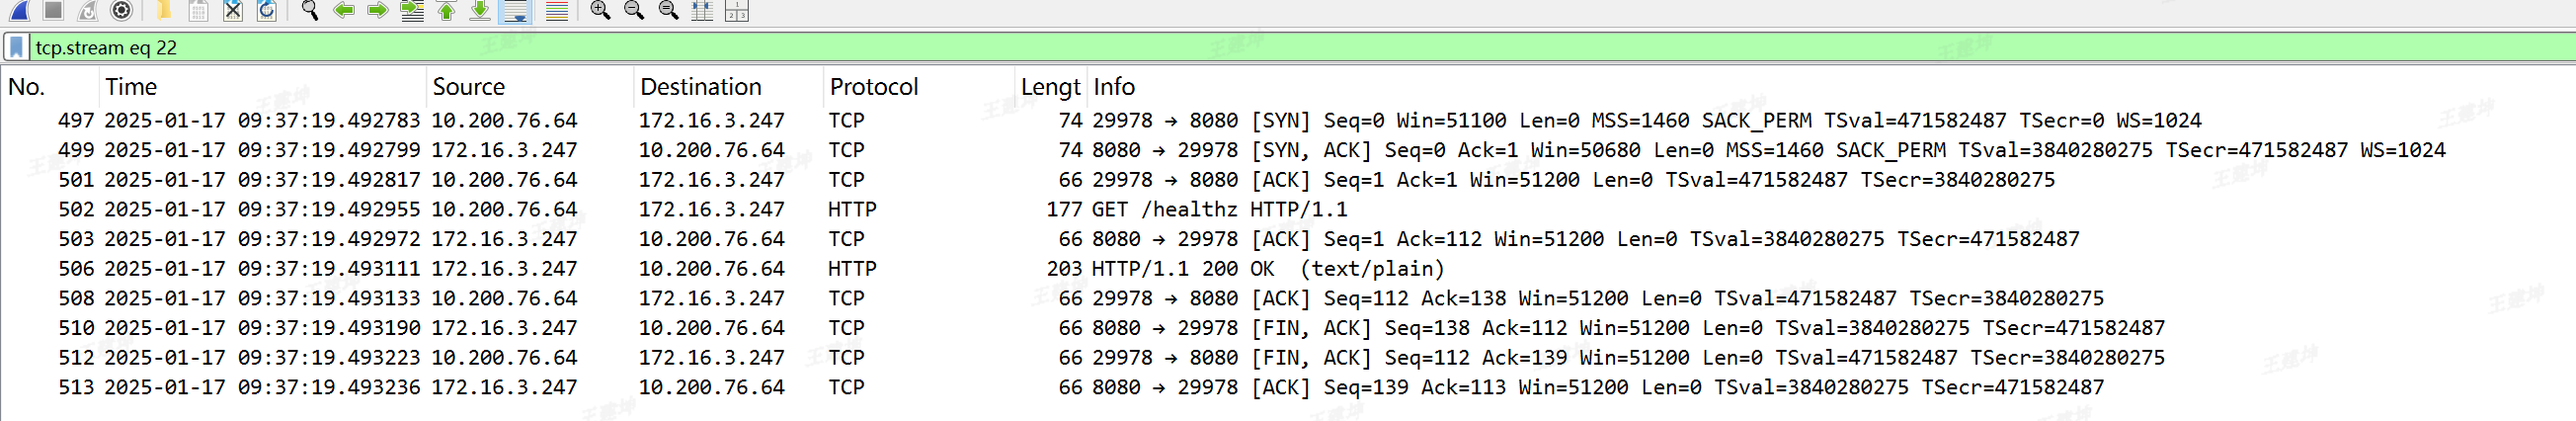 tcp.stream eq 22
No. Time Source Destination Protocol Lengt Info
497 2025-01-17 09:37:19.492783 10.200.76.64 172.16.3.247 TCP 74 29978 → 8080 [SYN] Seq=0 Win=51100 Len=0 MSS=1460 SACK_PERM TSval=471582487 TSecr=0 WS=1024
499 2025-01-17 09:37:19.492799 172.16.3.247 10.200.76.64 TCP 74 8080 → 29978 [SYN, ACK] Seq=0 Ack=1 Win=50680 Len=0 MSS=1460 SACK_PERM TSval=3840280275 TSecr=471582487 WS=1024
501 2025-01-17 09:37:19.492817 10.200.76.64 172.16.3.247 TCP 66 29978 → 8080 [ACK] Seq=1 Ack=1 Win=51200 Len=0 TSval=471582487 TSecr=3840280275
502 2025-01-17 09:37:19.492955 10.200.76.64 172.16.3.247 HTTP 177 GET /healthz HTTP/1.1
503 2025-01-17 09:37:19.492972 172.16.3.247 10.200.76.64 TCP 66 8080 → 29978 [ACK] Seq=1 Ack=112 Win=51200 Len=0 TSval=3840280275 TSecr=471582487
506 2025-01-17 09:37:19.493111 172.16.3.247 10.200.76.64 HTTP 203 HTTP/1.1 200 OK  (text/plain)
508 2025-01-17 09:37:19.493133 10.200.76.64 172.16.3.247 TCP 66 29978 → 8080 [ACK] Seq=112 Ack=138 Win=51200 Len=0 TSval=471582487 TSecr=3840280275
510 2025-01-17 09:37:19.493190 172.16.3.247 10.200.76.64 TCP 66 8080 → 29978 [FIN, ACK] Seq=138 Ack=112 Win=51200 Len=0 TSval=3840280275 TSecr=471582487
512 2025-01-17 09:37:19.493223 10.200.76.64 172.16.3.247 TCP 66 29978 → 8080 [FIN, ACK] Seq=112 Ack=139 Win=51200 Len=0 TSval=471582487 TSecr=3840280275
513 2025-01-17 09:37:19.493236 172.16.3.247 10.200.76.64 TCP 66 8080 → 29978 [ACK] Seq=139 Ack=113 Win=51200 Len=0 TSval=3840280275 TSecr=471582487
王建坤